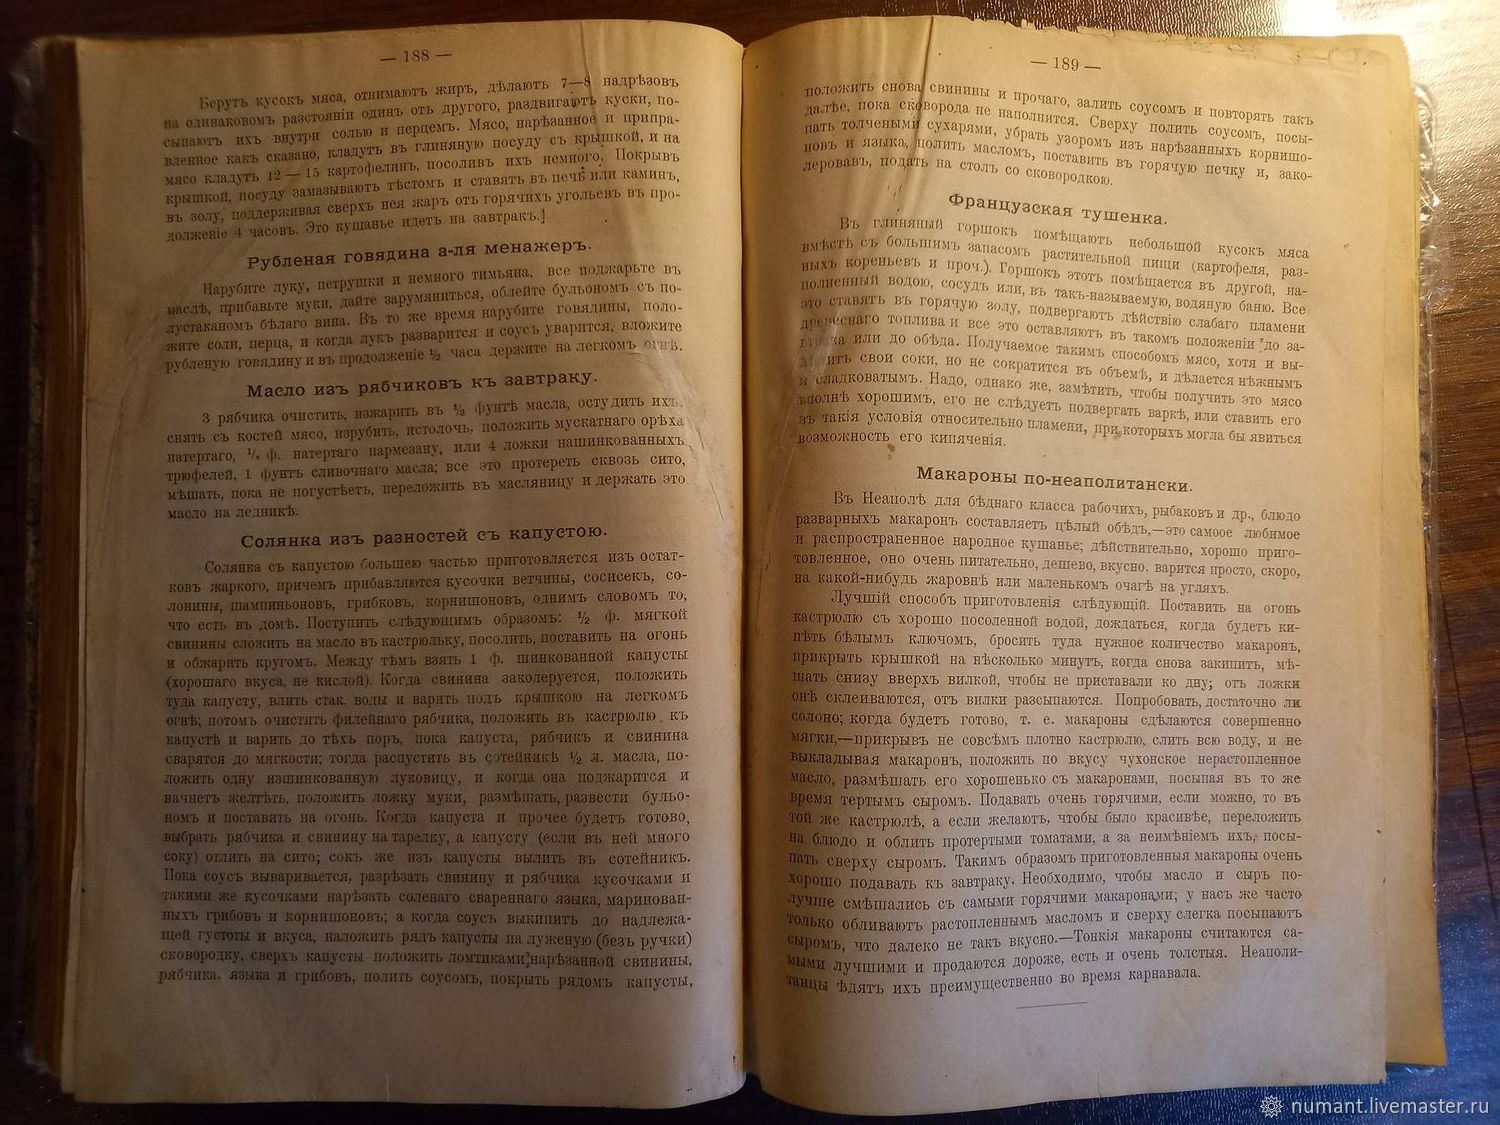 — 188 —
Берутъ кусокъ мяса, отнимаютъ жиръ, дѣлаютъ 7—8 надрѣзовъ
на одинаковомъ разстоянiи одинъ отъ другого, раздвигаютъ куски, по-
сыпаютъ ихъ внутри солью и перцемъ. Мясо, нарѣзанное и припра-
вленное какъ сказано, кладутъ въ глиняную посуду съ крышкой, и на
мясо кладутъ 12 — 15 картофелинъ, посоливъ ихъ немного. Покрывъ
крышкой, посуду замазываютъ тѣстомъ и ставятъ въ печь или каминъ,
въ золу, поддерживая сверхъ нея жаръ отъ горячихъ угольевъ въ про-
долженiе 4 часовъ. Это кушанье идетъ на завтракъ.
Рубленая говядина а-ля менажеръ.
Нарубите луку, петрушки и немного тимьяна, все поджарьте въ
маслѣ, прибавьте муки, дайте зарумяниться, облейте бульономъ съ по-
лустаканомъ бѣлаго вина. Въ то же время нарубите говядины, поло-
жите соли, перца, и когда лукъ разварится и соусъ уварится, вложите
рубленую говядину и въ продолженiе ½ часа держите на легкомъ огнѣ.
Масло изъ рябчиковъ къ завтраку.
3 рябчика очистить, изжарить въ ½ фунтѣ масла, остудить ихъ,
снять съ костей мясо, изрубить, истолочь, положить мускатнаго орѣха
натертаго, ф. натертаго пармезану, или 4 ложки нашинкованныхъ
трюфелей, 1 фунтъ сливочнаго масла; все это протереть сквозь сито,
мѣшать, пока не погустѣетъ, переложить въ масляницу и держать это
масло на ледникѣ.
Солянка изъ разностей съ капустою.
Солянка съ капустою большею частью приготовляется изъ остат-
ковъ жаркого, причемъ прибавляются кусочки ветчины, сосисекъ, со-
лонины, шампиньоновъ, грибковъ, корнишоновъ, однимъ словомъ то,
что есть въ домѣ. Поступить слѣдующимъ образомъ: ½ ф. мягкой
свинины сложить на масло въ кастрюльку, посолить, поставить на огонь
и обжарить кругомъ. Между тѣмъ взять 1 ф. шинкованной капусты
(хорошаго вкуса, не кислой). Когда свинина заколеруется, положить
туда капусту, влить стак. воды и варить подъ крышкою на легкомъ
огнѣ; потомъ очистить филейнаго рябчика, положить въ кастрюлю къ
капустѣ и варить до тѣхъ поръ, пока капуста, рябчикъ и свинина
сварятся до мягкости; тогда распустить въ сотейникѣ ½ л. масла, по-
ложить одну изшинкованную луковицу, и когда она поджарится и
начнетъ желтѣть, положить ложку муки, размѣшать, развести бульо-
номъ и поставить на огонь. Когда капуста и прочее будетъ готово,
выбрать рябчика и свинину на тарелку, а капусту (если въ ней много
соку) отлить на сито; сокъ же изъ капусты вылить въ сотейникъ.
Пока соусъ вываривается, разрѣзать свинину и рябчика кусочками и
такими же кусочками нарѣзать соленаго свареннаго языка, маринован-
ныхъ грибовъ и корнишоновъ; а когда соусъ выкипитъ до надлежа-
щей густоты и вкуса, наложить рядъ капусты на луженую (безъ ручки)
сковородку, сверхъ капусты положить ломтиками нарѣзанной свинины,
рябчика, языка и грибовъ, полить соусомъ, покрыть рядомъ капусты,
— 189 —
положить снова свинины и прочаго, залить соусомъ и повторять такъ
далѣе, пока сковорода не наполнится. Сверху полить соусомъ, посы-
пать толчеными сухарями, убрать узоромъ изъ нарѣзанныхъ корнишо-
новъ и языка, полить масломъ, поставить въ горячую печку и, зако-
леровавъ, подать на столъ со сковородкою.
Французская тушенка.
Въ глиняный горшокъ помѣщаютъ небольшой кусокъ мяса
вмѣстѣ съ большимъ запасомъ растительной пищи (картофеля, раз-
ныхъ кореньевъ и проч.). Горшокъ этотъ помѣщается въ другой, на-
полненный водою, сосудъ или, въ такъ-называемую, водяную баню. Все
это ставятъ въ горячую золу, подвергаютъ дѣйствiю слабаго пламени
древеснаго топлива и все это оставляютъ въ такомъ положенiи до за-
или до обѣда. Получаемое такимъ способомъ мясо, хотя и вы-
свои соки, но не сократится въ объемѣ, и дѣлается нѣжнымъ
и сладковатымъ. Надо, однако же, замѣтить, чтобы получить это мясо
вполнѣ хорошимъ, его не слѣдуетъ подвергать варкѣ, или ставить его
въ такiя условiя относительно пламени, при которыхъ могла бы явиться
возможность его кипяченiя.
Макароны по-неаполитански.
Въ Неаполѣ для бѣднаго класса рабочихъ, рыбаковъ и др., блюдо
разварныхъ макаронъ составляетъ цѣлый обѣдъ,—это самое любимое
и распространенное народное кушанье; дѣйствительно, хорошо приго-
товленное, оно очень питательно, дешево, вкусно, варится просто, скоро,
на какой-нибудь жаровнѣ или маленькомъ очагѣ на угляхъ.
Лучшiй способъ приготовленiя слѣдующiй. Поставить на огонь
кастрюлю съ хорошо посоленной водой, дождаться, когда будетъ ки-
пѣть бѣлымъ ключомъ, бросить туда нужное количество макаронъ,
прикрыть крышкой на нѣсколько минутъ, когда снова закипитъ, мѣ-
шать снизу вверхъ вилкой, чтобы не приставали ко дну; отъ ложки
онѣ склеиваются, отъ вилки разсыпаются. Попробовать, достаточно ли
солоно; когда будетъ готово, т. е. макароны сдѣлаются совершенно
мягки,—прикрывъ не совсѣмъ плотно кастрюлю, слить всю воду, и не
выкладывая макаронъ, положить по вкусу чухонское нерастопленное
масло, размѣшать его хорошенько съ макаронами, посыпая въ то же
время тертымъ сыромъ. Подавать очень горячими, если можно, то въ
той же кастрюлѣ, а если желаютъ, чтобы было красивѣе, переложить
на блюдо и облить протертыми томатами, а за неимѣнiемъ ихъ, посы-
пать сверху сыромъ. Такимъ образомъ приготовленныя макароны очень
хорошо подавать къ завтраку. Необходимо, чтобы масло и сыръ по-
лучше смѣшались съ самыми горячими макаронами; у насъ же часто
только обливаютъ растопленнымъ масломъ и сверху слегка посыпаютъ
сыромъ, что далеко не такъ вкусно.—Тонкiя макароны считаются са-
мыми лучшими и продаются дороже, есть и очень толстыя. Неаполи-
танцы ѣдятъ ихъ преимущественно во время карнавала.
numant.livemaster.ru